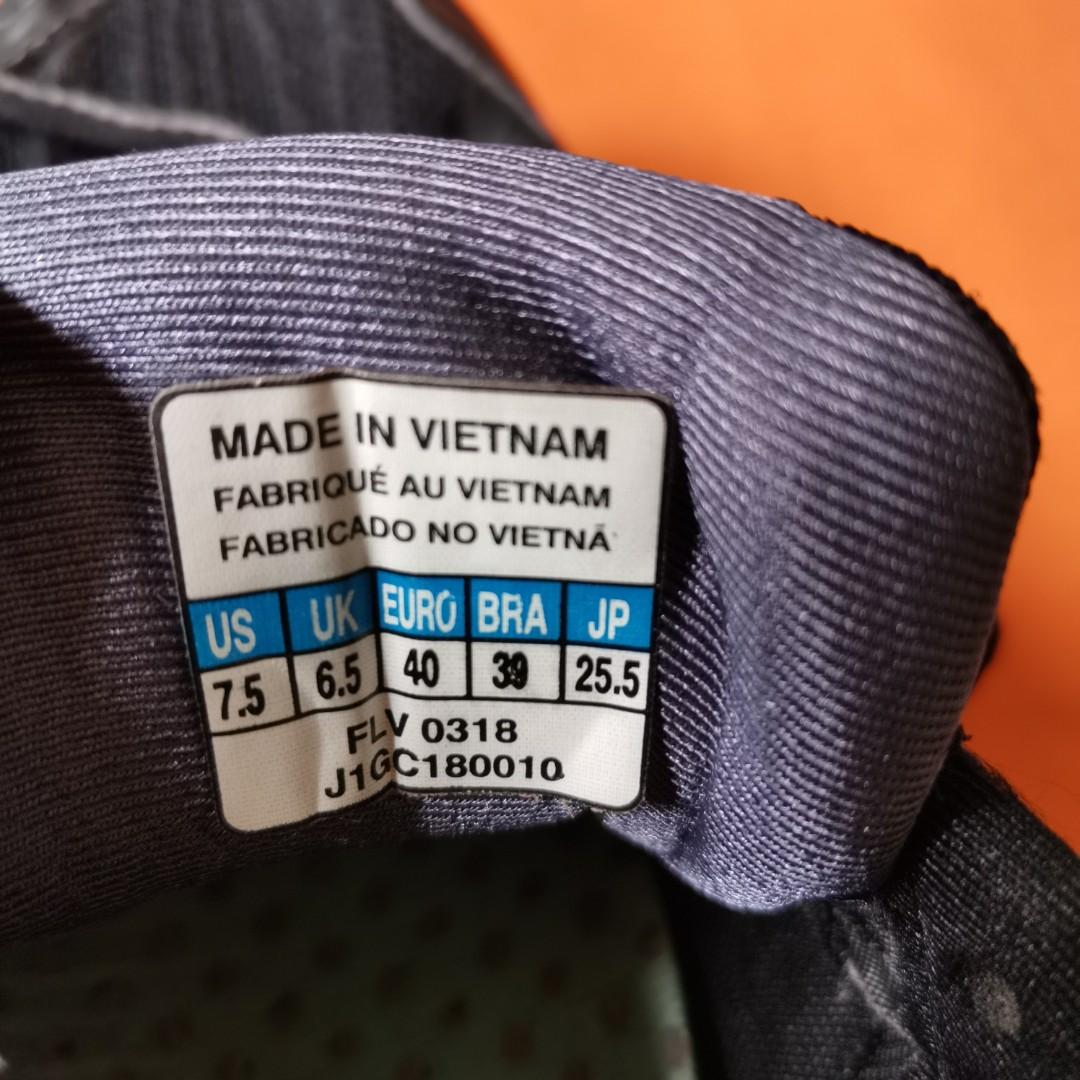 MADE IN VIETNAM
FABRIQUÉ AU VIETNAM
FABRICADO NO VIETNÃ
US UK EURO BRA JP
7.5 6.5 40 39 25.5
FLV 0318
J1GC180010